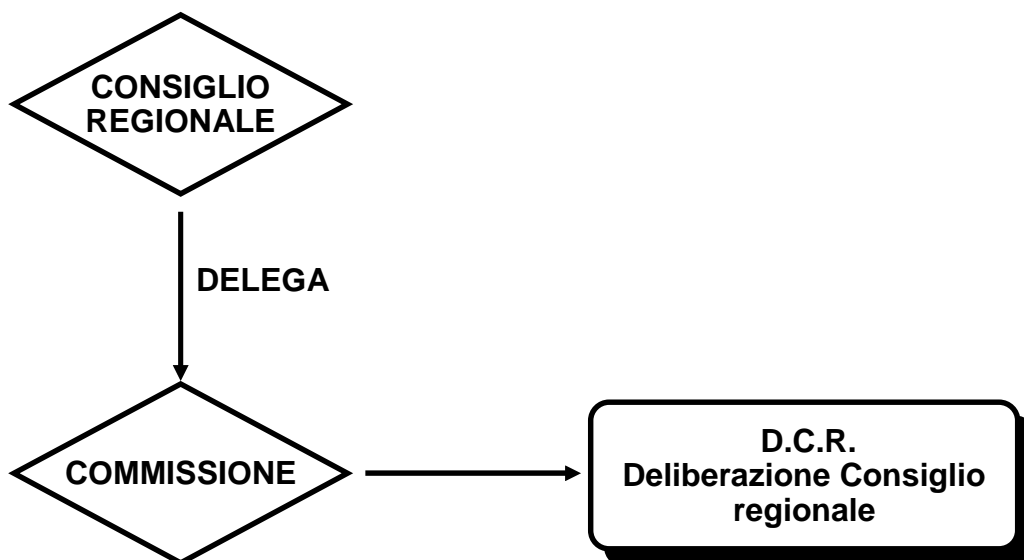 CONSIGLIO
REGIONALE
DELEGA
COMMISSIONE
D.C.R.
Deliberazione Consiglio
regionale